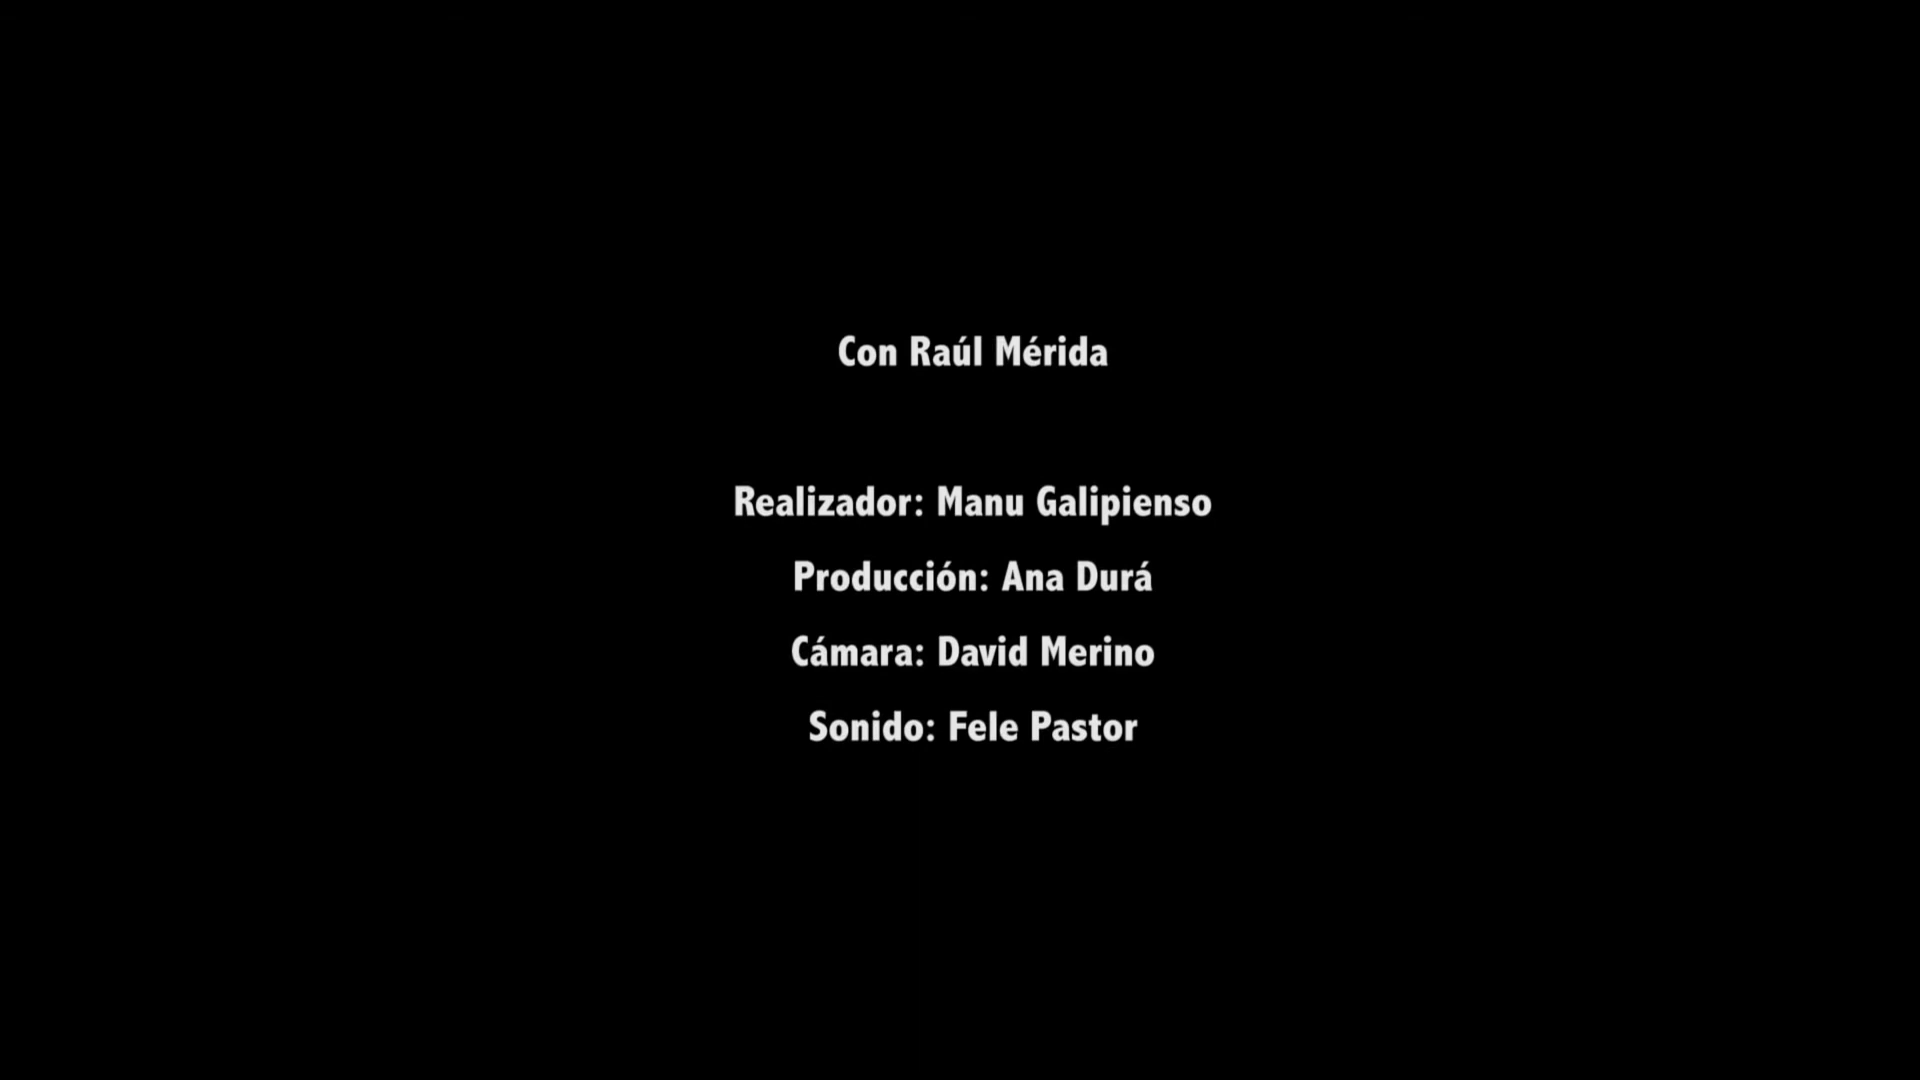 Con Raúl Mérida
Realizador: Manu Galipienso
Producción: Ana Durá
Cámara: David Merino
Sonido: Fele Pastor